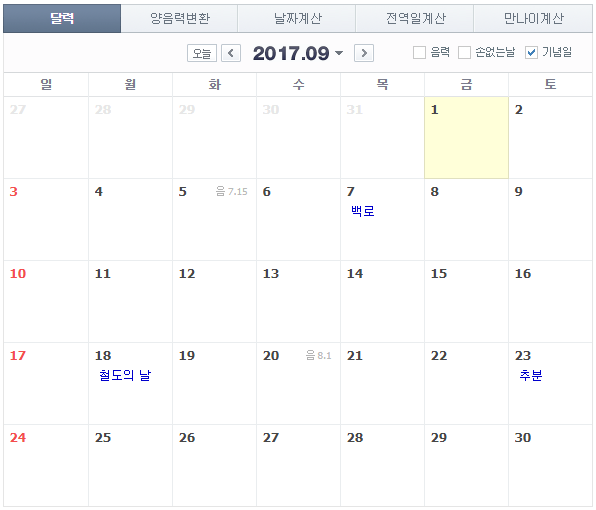 달력 양음력변환 날짜계산 전역일계산 만나이계산
오늘 2017.09 음력 손없는날 기념일
일 월 화 수 목 금 토
27 28 29 30 31 1 2
3 4 5 음 7.15 6 7 8 9
백로
10 11 12 13 14 15 16
17 18 19 20 음 8.1 21 22 23
철도의 날 추분
24 25 26 27 28 29 30